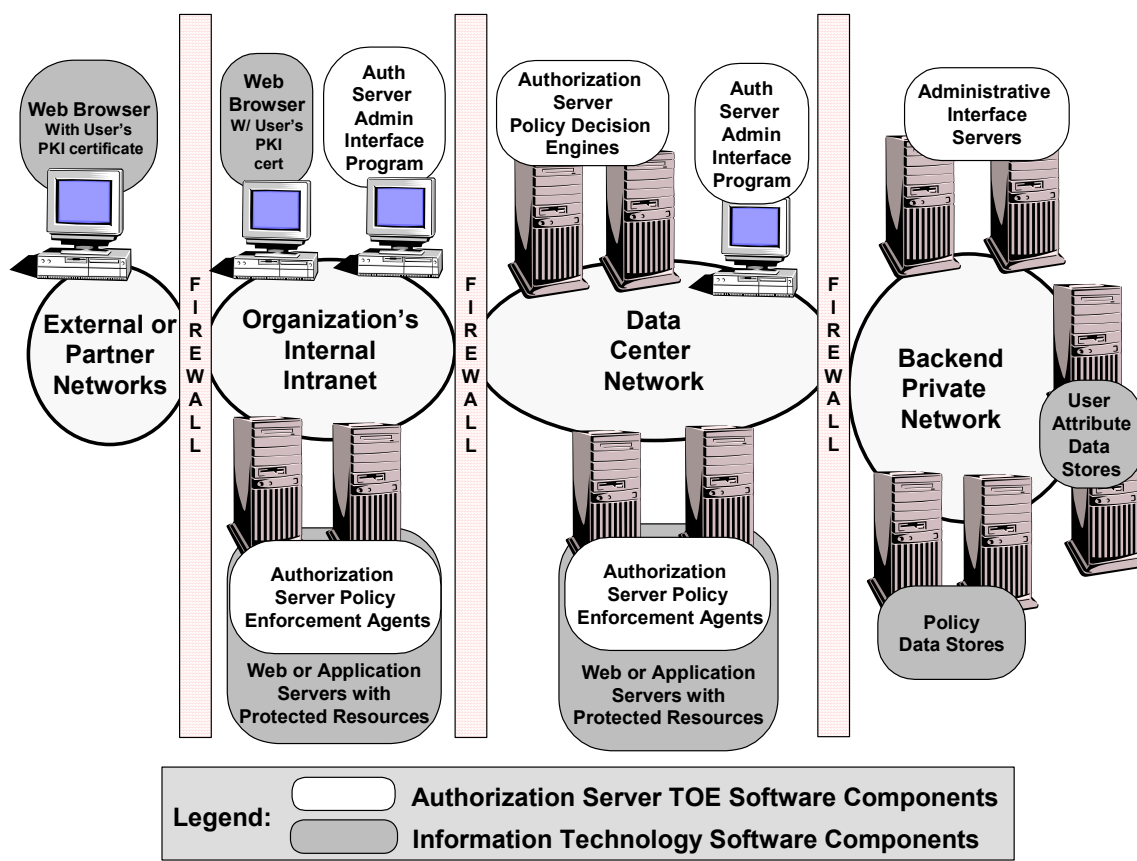 Web Browser
With User's
PKI certificate
External or
Partner
Networks
FIREWALL
Web
Browser
W/ User's
PKI
cert
Auth
Server
Admin
Interface
Program
Organization's
Internal
Intranet
Authorization
Server Policy
Enforcement Agents
Web or Application
Servers with
Protected Resources
FIREWALL
Authorization
Server
Policy Decision
Engines
Auth
Server
Admin
Interface
Program
Data
Center
Network
Authorization
Server Policy
Enforcement Agents
Web or Application
Servers with
Protected Resources
FIREWALL
Administrative
Interface
Servers
Backend
Private
Network
User
Attribute
Data
Stores
Policy
Data Stores
Legend:
Authorization Server TOE Software Components
Information Technology Software Components